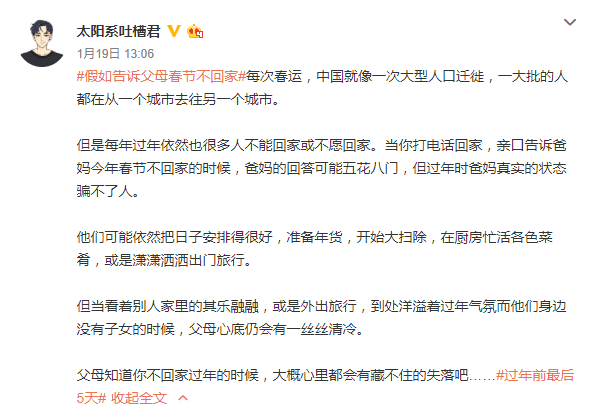 太阳系吐槽君
1月19日 13:06
#假如告诉父母春节不回家#每次春运，中国就像一次大型人口迁徙，一大批的人
都在从一个城市去往另一个城市。
但是每年过年依然也很多人不能回家或不愿回家。当你打电话回家，亲口告诉爸
妈今年春节不回家的时候，爸妈的回答可能五花八门，但过年时爸妈真实的状态
骗不了人。
他们可能依然把日子安排得很好，准备年货，开始大扫除，在厨房忙活各色菜
肴，或是潇潇洒洒出门旅行。
但当看着别人家里的其乐融融，或是外出旅行，到处洋溢着过年气氛而他们身边
没有子女的时候，父母心底仍会有一丝丝清冷。
父母知道你不回家过年的时候，大概心里都会有藏不住的失落吧……#过年前最后
5天# 收起全文